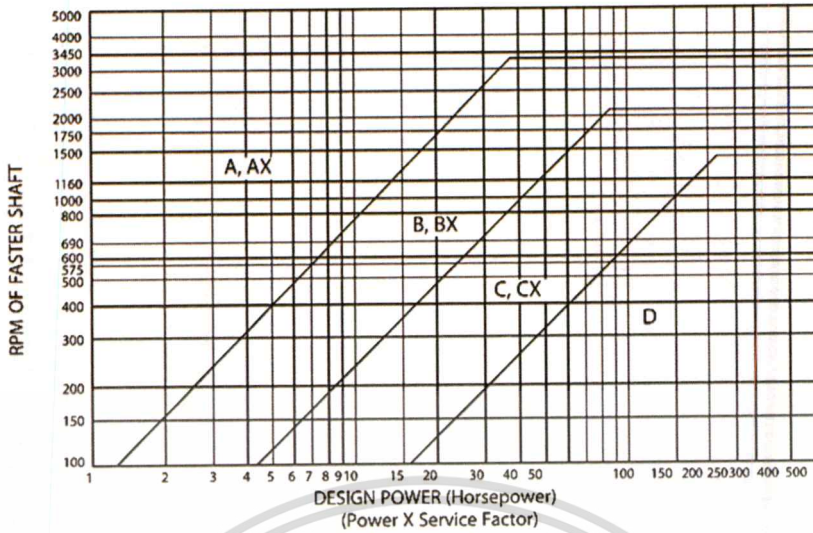 5000
4000
3450
3000
2500
2000
1750
1500
1160
1000
800
690
600
575
500
400
300
200
150
100
RPM OF FASTER SHAFT
A, AX
B, BX
C, CX
D
1 2 3 4 5 6 7 8 9 10 15 20 30 40 50 100 150 200 250 300 400 500
DESIGN POWER (Horsepower)
(Power X Service Factor)